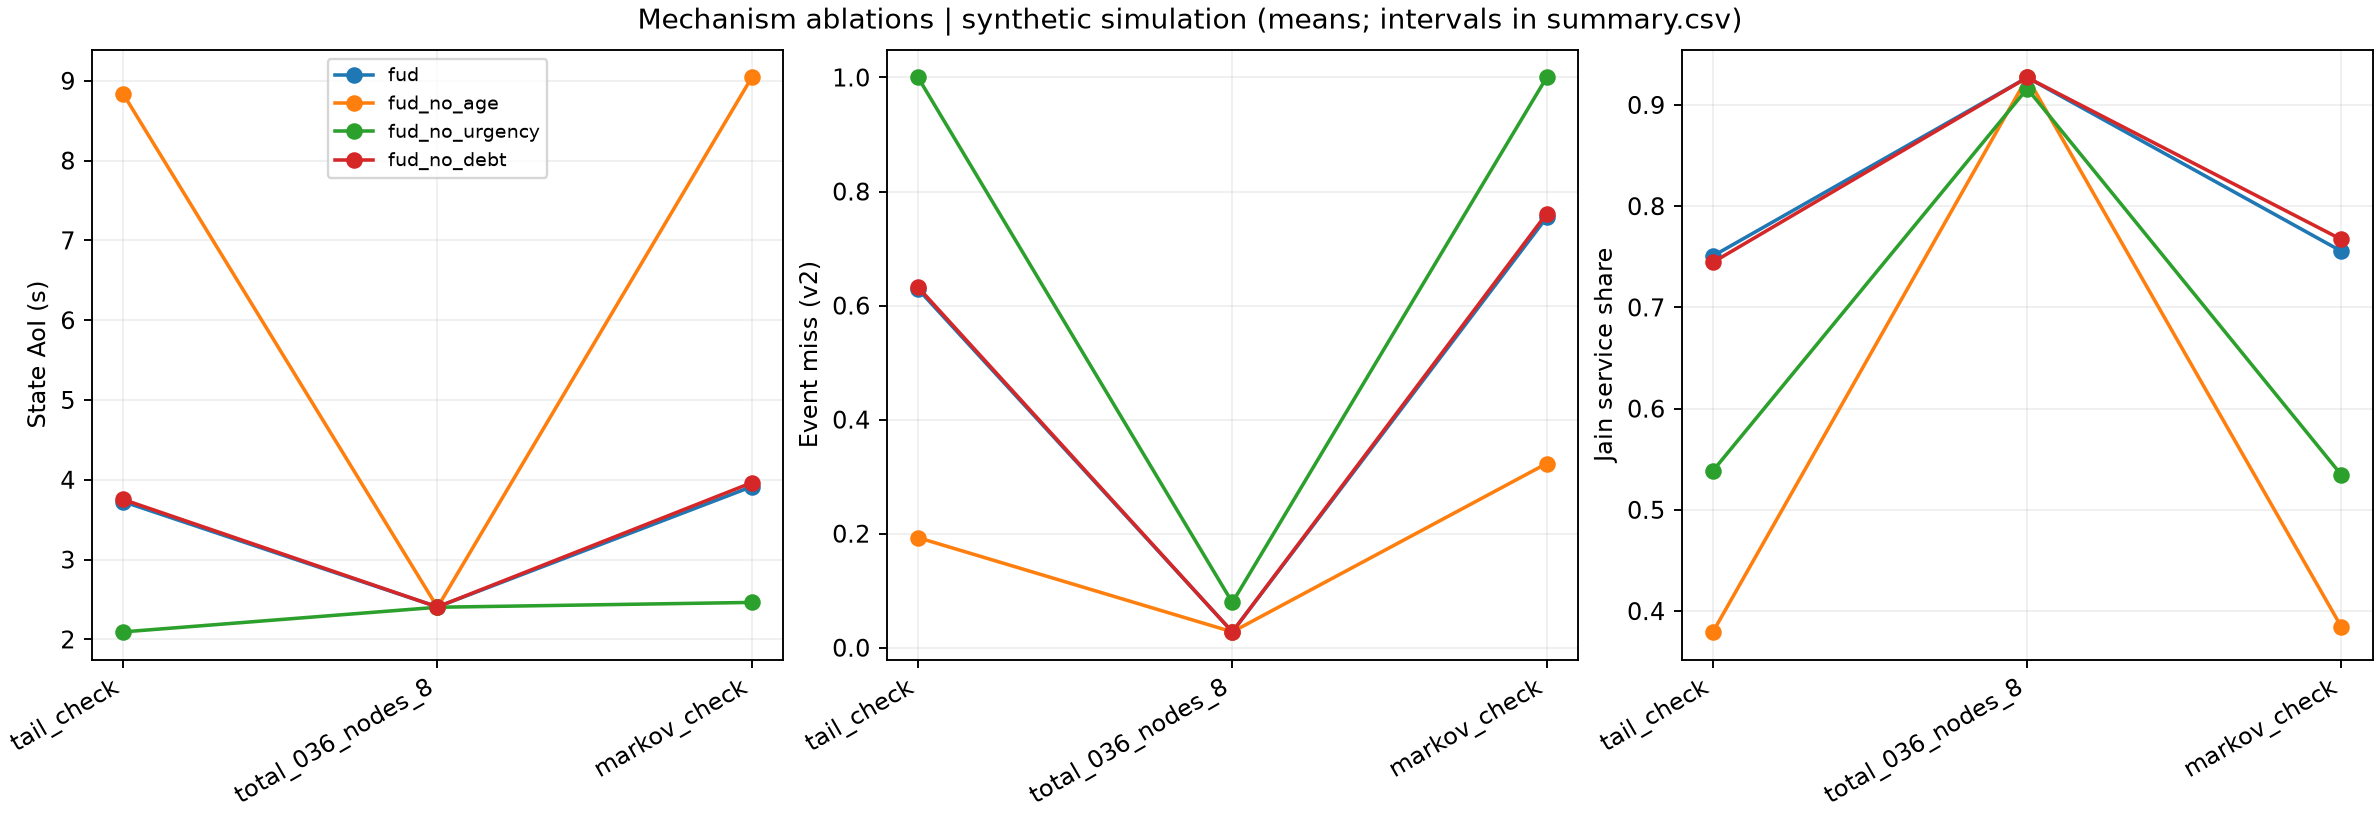 Mechanism ablations | synthetic simulation (means; intervals in summary.csv)
State AoI (s)
9
8
7
6
5
4
3
2
fud
fud_no_age
fud_no_urgency
fud_no_debt
tail_check
total_036_nodes_8
markov_check
Event miss (v2)
1.0
0.8
0.6
0.4
0.2
0.0
tail_check
total_036_nodes_8
markov_check
Jain service share
0.9
0.8
0.7
0.6
0.5
0.4
tail_check
total_036_nodes_8
markov_check